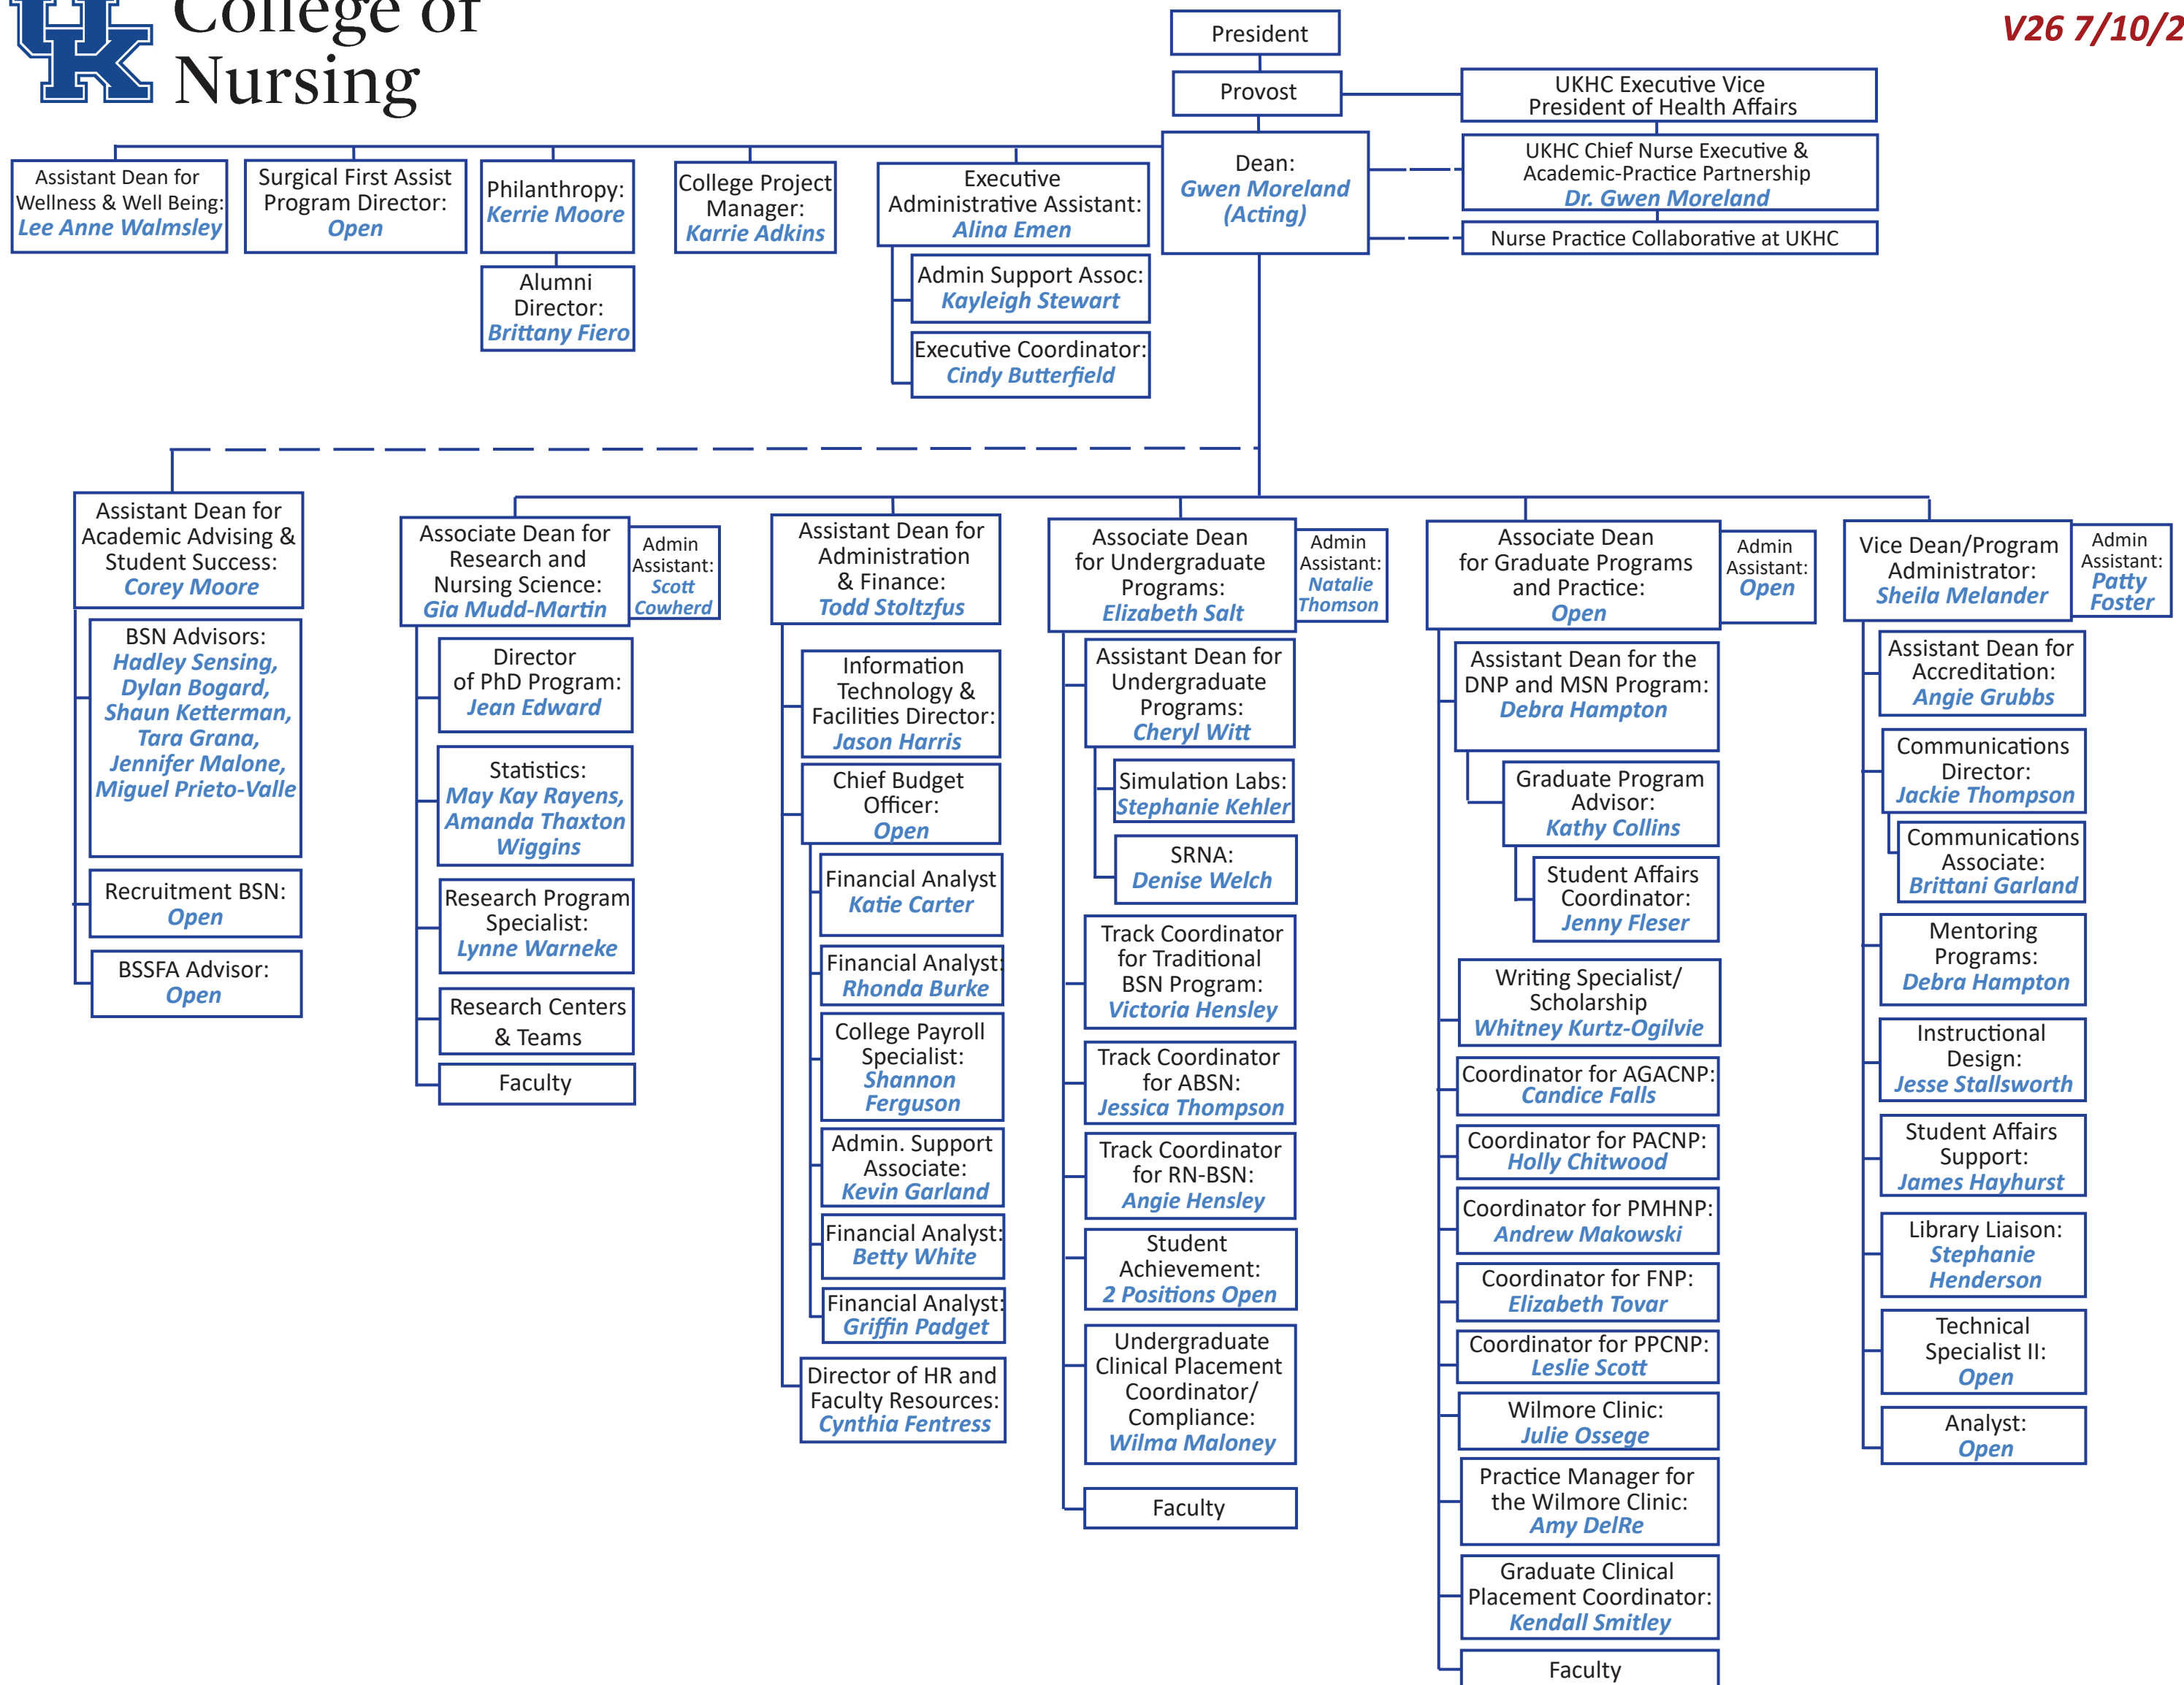 College of
Nursing
V26 7/10/2
President
Provost
UKHC Executive Vice
President of Health Affairs
Dean:
Gwen Moreland
(Acting)
UKHC Chief Nurse Executive &
Academic-Practice Partnership
Dr. Gwen Moreland
Nurse Practice Collaborative at UKHC
Assistant Dean for
Wellness & Well Being:
Lee Anne Walmsley
Surgical First Assist
Program Director:
Open
Philanthropy:
Kerrie Moore
Alumni
Director:
Brittany Fiero
College Project
Manager:
Karrie Adkins
Executive
Administrative Assistant:
Alina Emen
Admin Support Assoc:
Kayleigh Stewart
Executive Coordinator:
Cindy Butterfield
Assistant Dean for
Academic Advising &
Student Success:
Corey Moore
BSN Advisors:
Hadley Sensing,
Dylan Bogard,
Shaun Ketterman,
Tara Grana,
Jennifer Malone,
Miguel Prieto-Valle
Recruitment BSN:
Open
BSSFA Advisor:
Open
Associate Dean for
Research and
Nursing Science:
Gia Mudd-Martin
Admin
Assistant:
Scott
Cowherd
Director
of PhD Program:
Jean Edward
Statistics:
May Kay Rayens,
Amanda Thaxton
Wiggins
Research Program
Specialist:
Lynne Warneke
Research Centers
& Teams
Faculty
Assistant Dean for
Administration
& Finance:
Todd Stoltzfus
Information
Technology &
Facilities Director:
Jason Harris
Chief Budget
Officer:
Open
Financial Analyst
Katie Carter
Financial Analyst:
Rhonda Burke
College Payroll
Specialist:
Shannon
Ferguson
Admin. Support
Associate:
Kevin Garland
Financial Analyst:
Betty White
Financial Analyst:
Griffin Padget
Director of HR and
Faculty Resources:
Cynthia Fentress
Associate Dean
for Undergraduate
Programs:
Elizabeth Salt
Admin
Assistant:
Natalie
Thomson
Assistant Dean for
Undergraduate
Programs:
Cheryl Witt
Simulation Labs:
Stephanie Kehler
SRNA:
Denise Welch
Track Coordinator
for Traditional
BSN Program:
Victoria Hensley
Track Coordinator
for ABSN:
Jessica Thompson
Track Coordinator
for RN-BSN:
Angie Hensley
Student
Achievement:
2 Positions Open
Undergraduate
Clinical Placement
Coordinator/
Compliance:
Wilma Maloney
Faculty
Associate Dean
for Graduate Programs
and Practice:
Open
Admin
Assistant:
Open
Assistant Dean for the
DNP and MSN Program:
Debra Hampton
Graduate Program
Advisor:
Kathy Collins
Student Affairs
Coordinator:
Jenny Fleser
Writing Specialist/
Scholarship
Whitney Kurtz-Ogilvie
Coordinator for AGACNP:
Candice Falls
Coordinator for PACNP:
Holly Chitwood
Coordinator for PMHNP:
Andrew Makowski
Coordinator for FNP:
Elizabeth Tovar
Coordinator for PPCNP:
Leslie Scott
Wilmore Clinic:
Julie Ossege
Practice Manager for
the Wilmore Clinic:
Amy DelRe
Graduate Clinical
Placement Coordinator:
Kendall Smitley
Faculty
Vice Dean/Program
Administrator:
Sheila Melander
Admin
Assistant:
Patty
Foster
Assistant Dean for
Accreditation:
Angie Grubbs
Communications
Director:
Jackie Thompson
Communications
Associate:
Brittani Garland
Mentoring
Programs:
Debra Hampton
Instructional
Design:
Jesse Stallsworth
Student Affairs
Support:
James Hayhurst
Library Liaison:
Stephanie
Henderson
Technical
Specialist II:
Open
Analyst:
Open